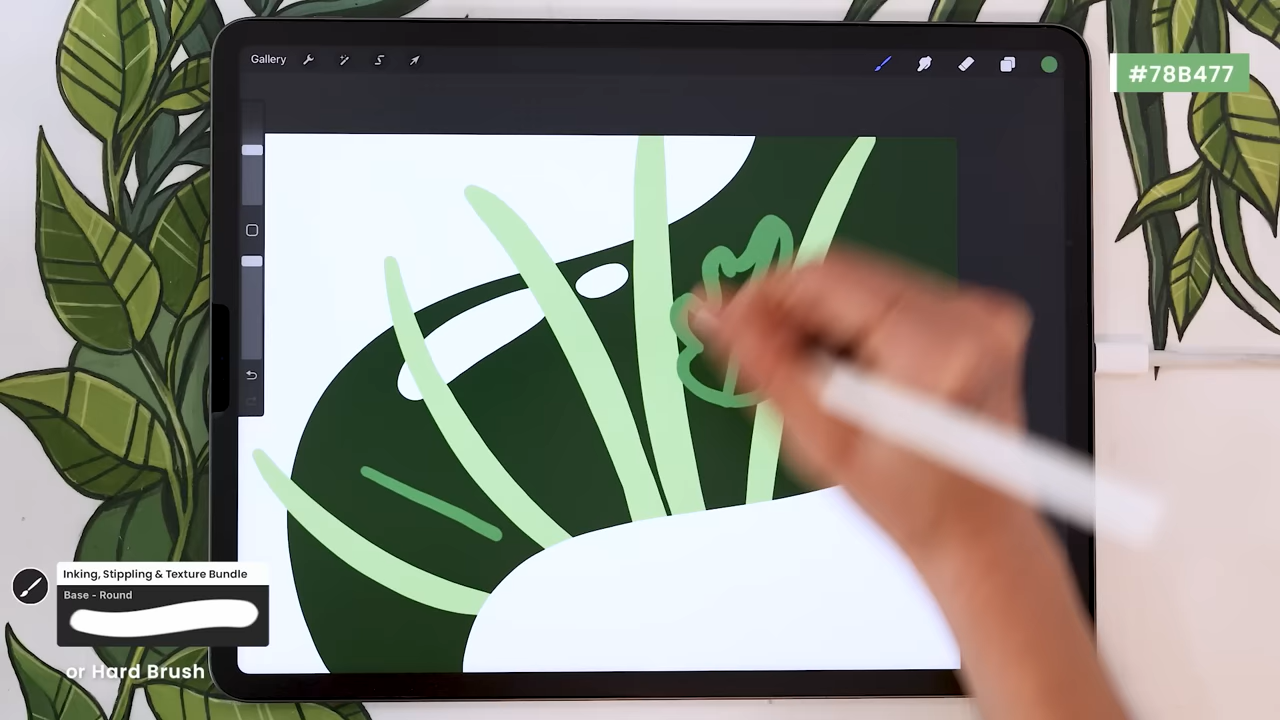 Gallery
#78B477
Inking, Stippling & Texture Bundle
Base - Round
or Hard Brush